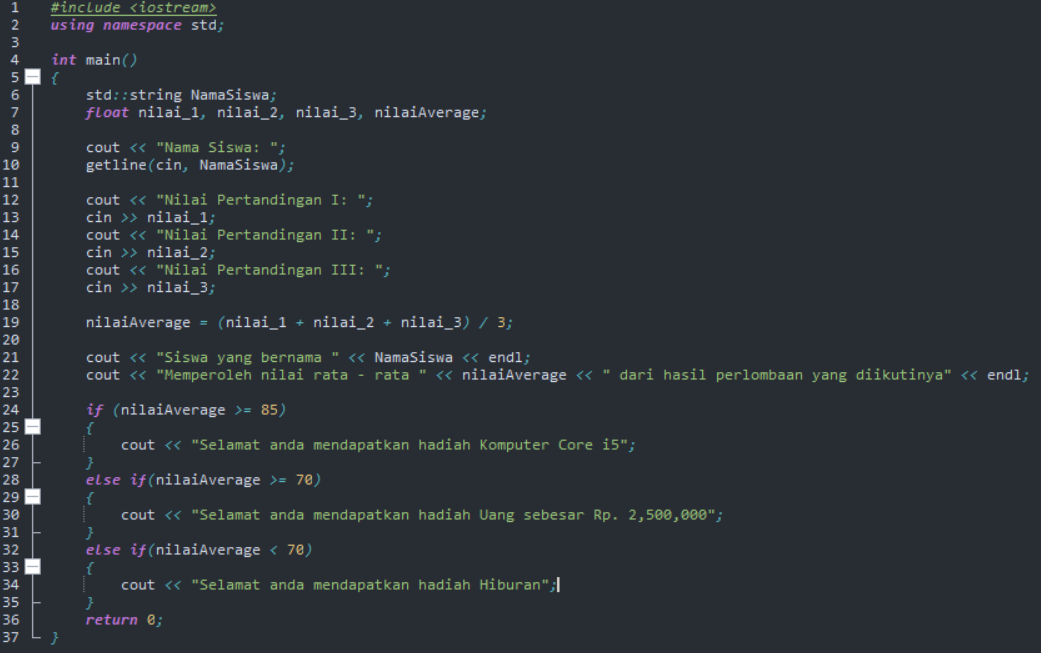 1 #include <iostream>
2 using namespace std;
3
4 int main()
5 {
6 std::string NamaSiswa;
7 float nilai_1, nilai_2, nilai_3, nilaiAverage;
8
9 cout << "Nama Siswa: ";
10 getline(cin, NamaSiswa);
11
12 cout << "Nilai Pertandingan I: ";
13 cin >> nilai_1;
14 cout << "Nilai Pertandingan II: ";
15 cin >> nilai_2;
16 cout << "Nilai Pertandingan III: ";
17 cin >> nilai_3;
18
19 nilaiAverage = (nilai_1 + nilai_2 + nilai_3) / 3;
20
21 cout << "Siswa yang bernama " << NamaSiswa << endl;
22 cout << "Memperoleh nilai rata - rata " << nilaiAverage << " dari hasil perlombaan yang diikutinya" << endl;
23
24 if (nilaiAverage >= 85)
25 {
26 cout << "Selamat anda mendapatkan hadiah Komputer Core i5";
27 }
28 else if(nilaiAverage >= 70)
29 {
30 cout << "Selamat anda mendapatkan hadiah Uang sebesar Rp. 2,500,000";
31 }
32 else if(nilaiAverage < 70)
33 {
34 cout << "Selamat anda mendapatkan hadiah Hiburan";
35 }
36 return 0;
37 }